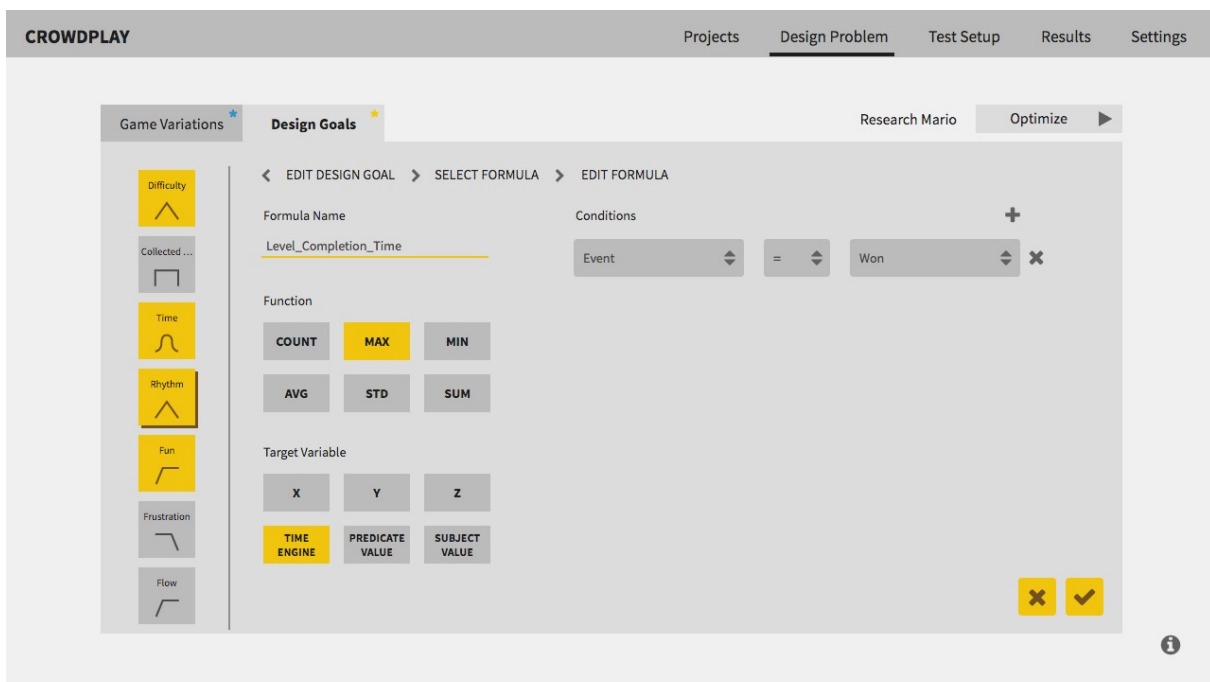 CROWDPLAY
Projects
Design Problem
Test Setup
Results
Settings
Game Variations
Design Goals
Research Mario
Optimize
Difficulty
Collected ...
Time
Rhythm
Fun
Frustration
Flow
EDIT DESIGN GOAL
SELECT FORMULA
EDIT FORMULA
Formula Name
Level_Completion_Time
Function
COUNT
MAX
MIN
AVG
STD
SUM
Target Variable
X
Y
Z
TIME
ENGINE
PREDICATE
VALUE
SUBJECT
VALUE
Conditions
Event
=
Won